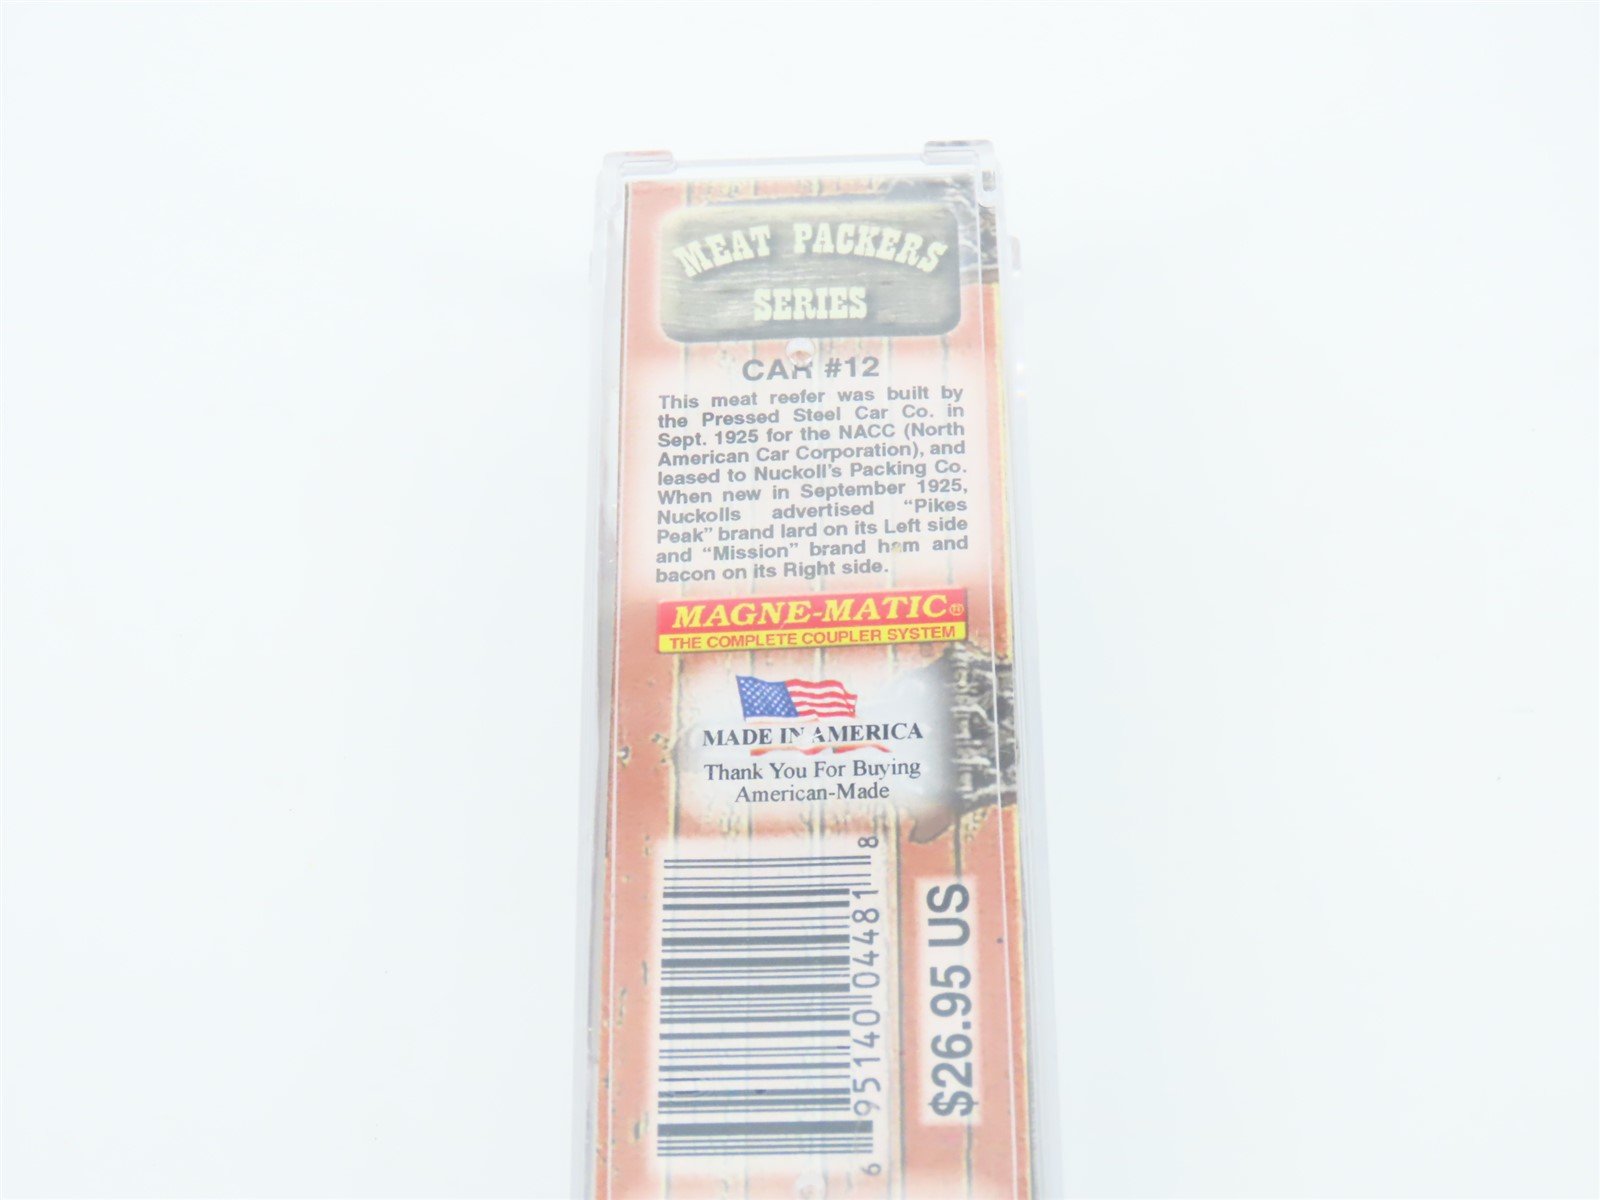 MEAT PACKERS
SERIES
CAR #12
This meat reefer was built by
the Pressed Steel Car Co. in
Sept. 1925 for the NACC (North
American Car Corporation), and
leased to Nuckoll's Packing Co.
When new in September 1925,
Nuckolls advertised "Pikes
Peak" brand lard on its Left side
and "Mission" brand ham and
bacon on its Right side.
MAGNE-MATIC®
THE COMPLETE COUPLER SYSTEM
MADE IN AMERICA
Thank You For Buying
American-Made
6 95140 04481 8
$26.95 US